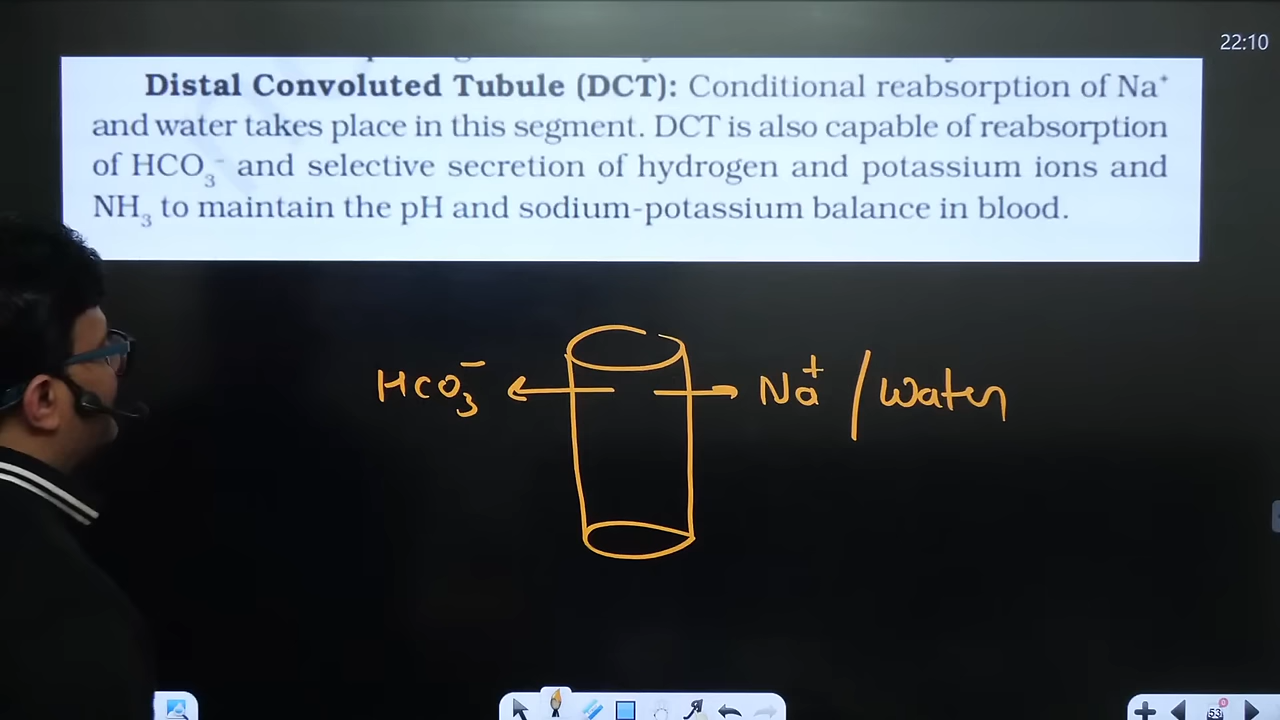 22:10
Distal Convoluted Tubule (DCT): Conditional reabsorption of Na⁺
and water takes place in this segment. DCT is also capable of reabsorption
of HCO₃⁻ and selective secretion of hydrogen and potassium ions and
NH₃ to maintain the pH and sodium-potassium balance in blood.
HCO₃⁻ Na⁺ / Water
53